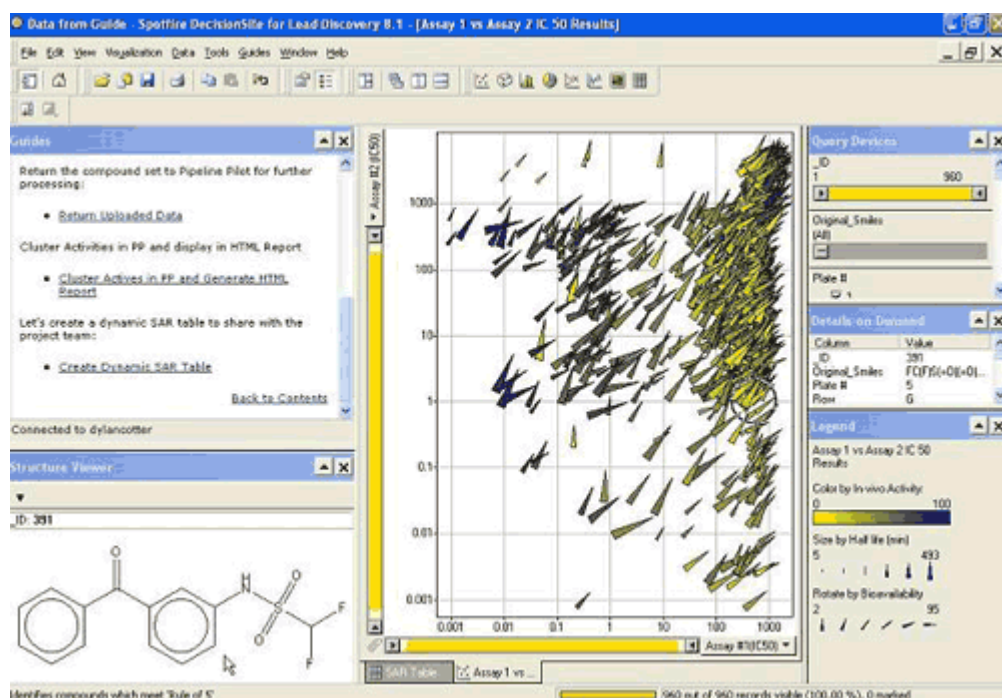 Data from Guide - Spotfire DecisionSite for Lead Discovery 8.1 - [Assay 1 vs Assay 2 IC 50 Results]
File Edit View Visualization Data Tools Guides Window Help
Guides
Return the compound set to Pipeline Pilot for further
processing:
Return Uploaded Data
Cluster Activities in PP and display in HTML Report
Cluster Actives in PP and Generate HTML
Report
Let's create a dynamic SAR table to share with the
project team:
Create Dynamic SAR Table
Back to Contents
Connected to dylancotter
Structure Viewer
_ID: 391
O
H
N
O
S
O
F
F
Assay #2 (IC50)
1000
100
10
1
0.1
0.01
0.001
0.001 0.01 0.1 1 10 100 1000
Assay #1(IC50)
SAR Table
Assay 1 vs ...
Query Devices
_ID
1 960
Original_Smiles
(All)
Plate #
1
Details-on-Demand
Column Value
_ID 391
Original_Smiles FC(F)S(=O)(=O)...
Plate # 5
Row G
Legend
Assay 1 vs Assay 2 IC 50
Results
Color by In-vivo Activity:
0 100
Size by Half life (min)
5 493
Rotate by Bioavailability
2 95
Identifies compounds which meet 'Rule of 5'
960 out of 960 records visible (100.00 %), 0 marked